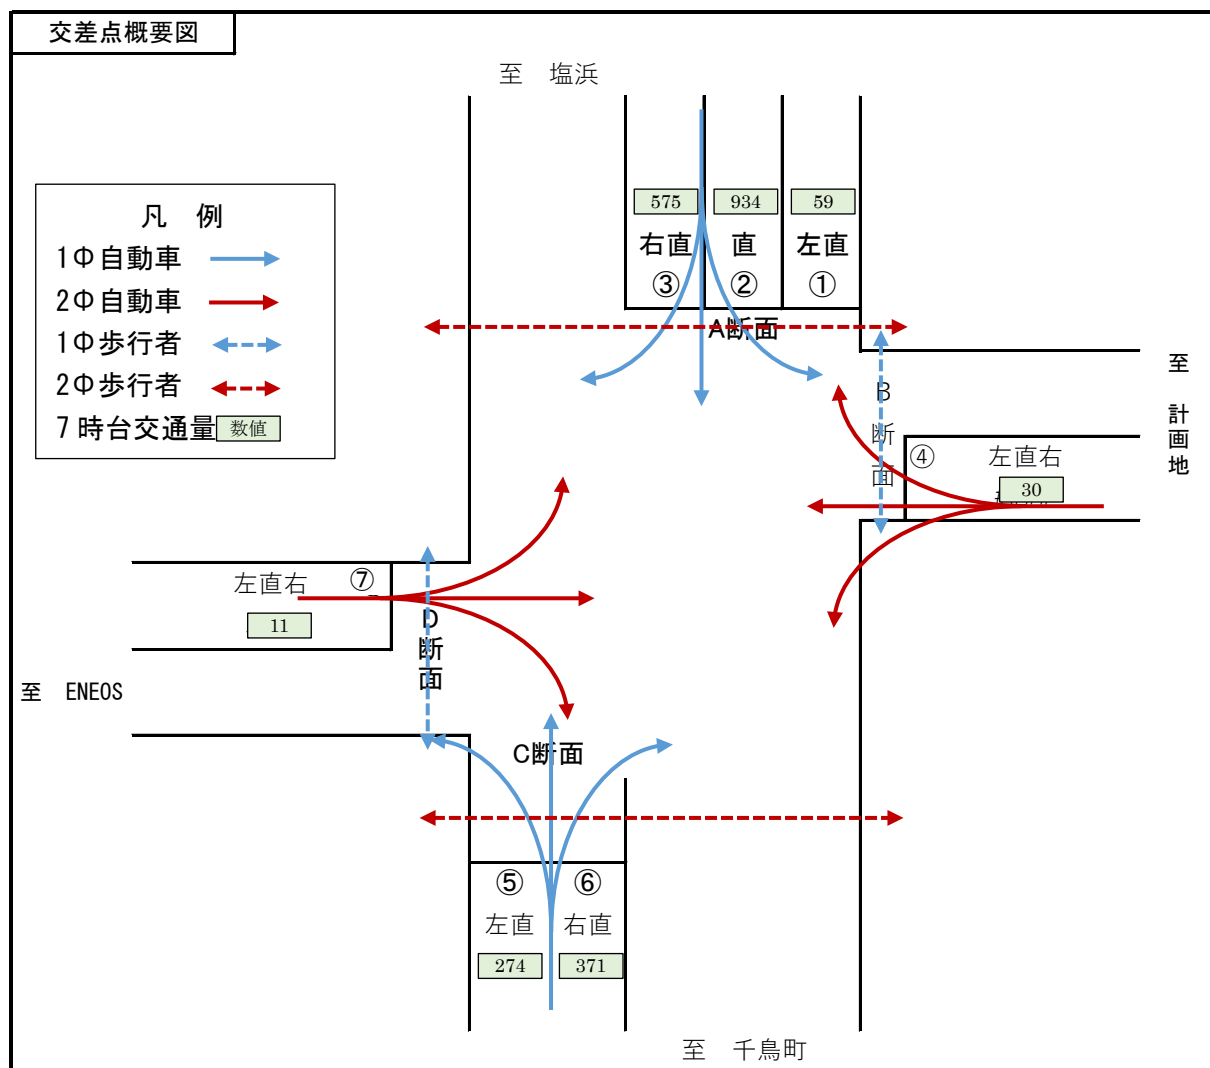 交差点概要図
至 塩浜
凡 例
1Φ自動車
2Φ自動車
1Φ歩行者
2Φ歩行者
7時台交通量 数値
575 934 59
右直 直 左直
③ ② ①
A断面
B断面
至 計画地
④ 左直右
30
左直右 ⑦
11
D断面
至 ENEOS
C断面
⑤ ⑥
左直 右直
274 371
至 千鳥町